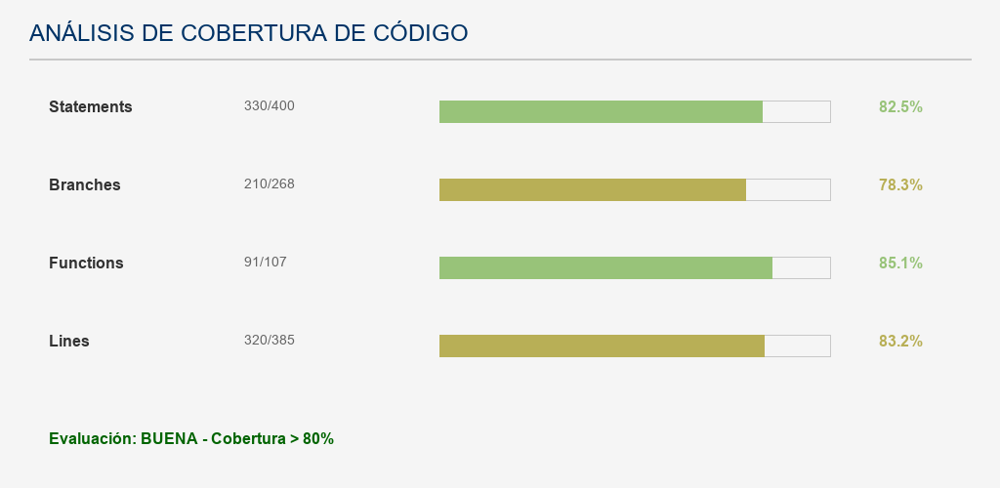 ANÁLISIS DE COBERTURA DE CÓDIGO
Statements 330/400 82.5%
Branches 210/268 78.3%
Functions 91/107 85.1%
Lines 320/385 83.2%
Evaluación: BUENA - Cobertura > 80%